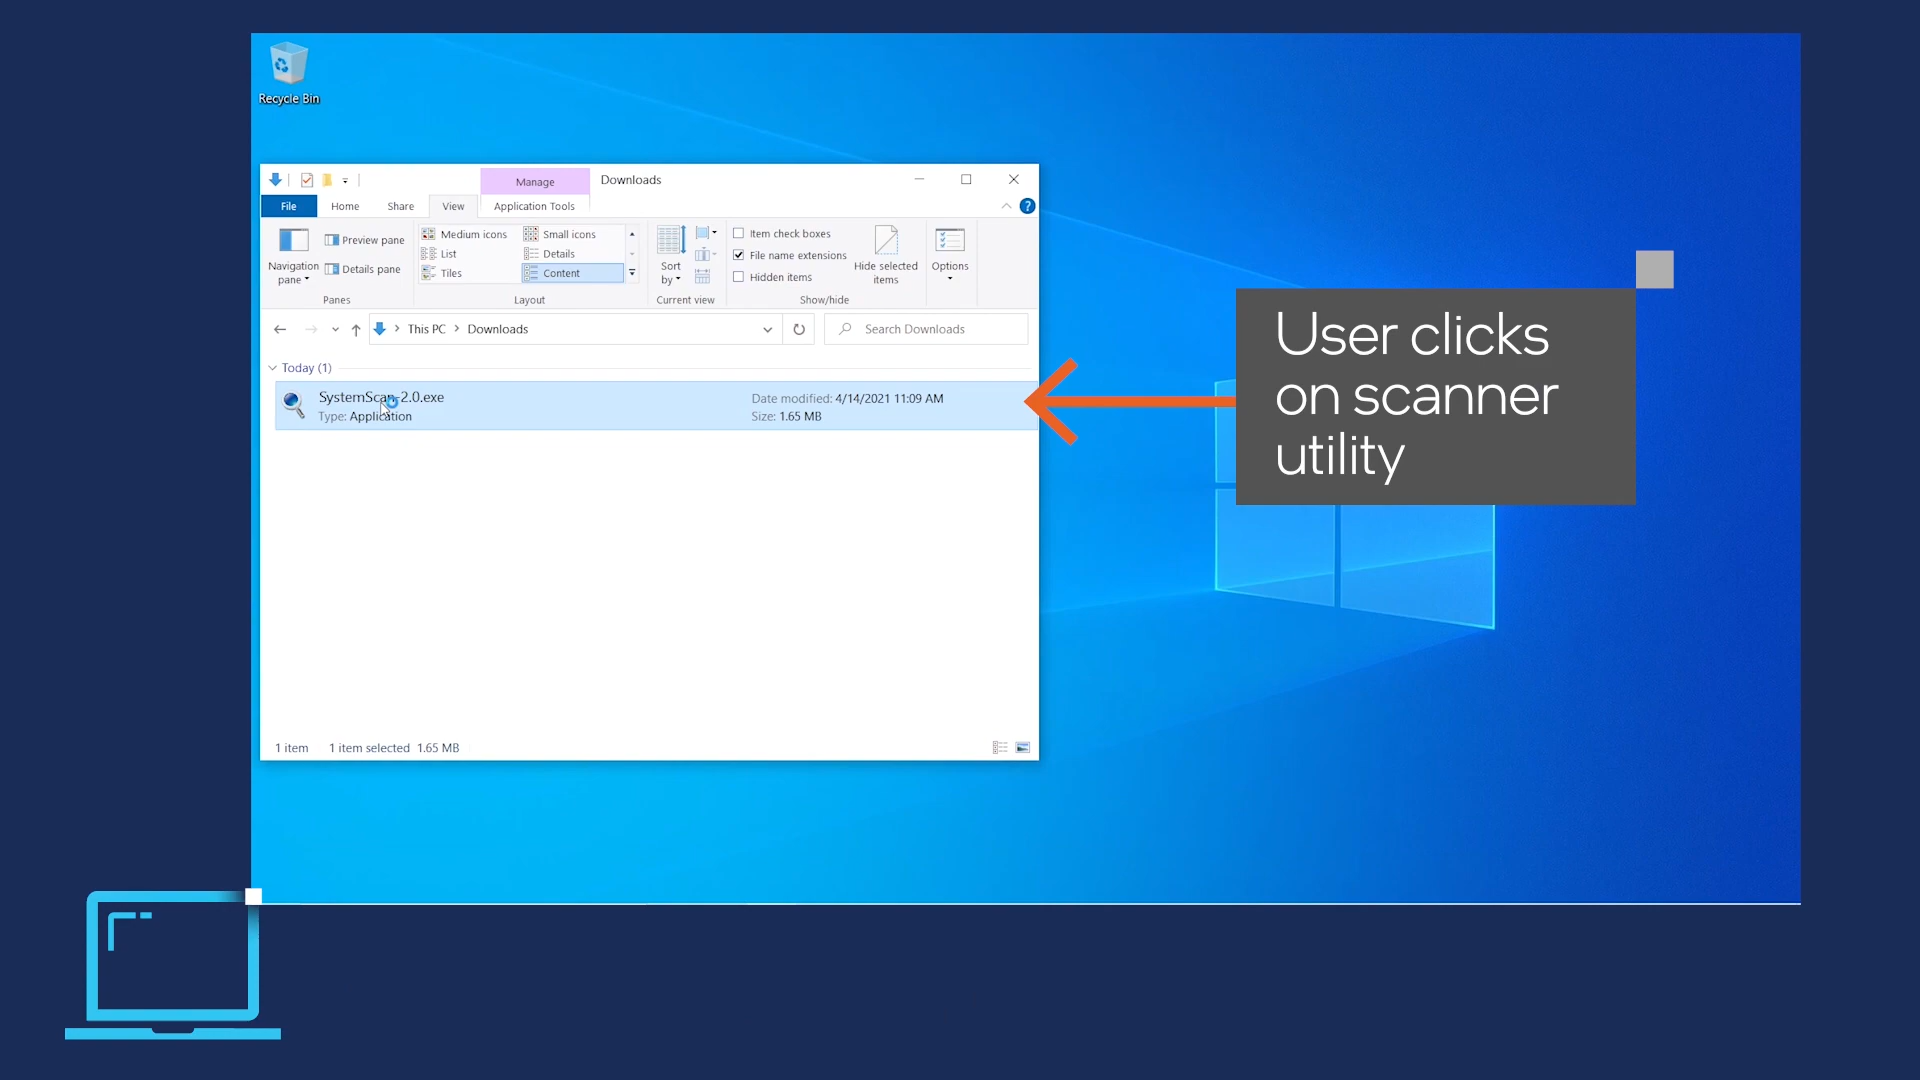 Recycle Bin
Manage
Downloads
File
Home
Share
View
Application Tools
Navigation
pane
Preview pane
Details pane
Panes
Medium icons
Small icons
List
Details
Tiles
Content
Layout
Sort
by
Current view
Item check boxes
File name extensions
Hidden items
Hide selected
items
Show/hide
Options
This PC
Downloads
Search Downloads
Today (1)
SystemScan-2.0.exe
Type: Application
Date modified: 4/14/2021 11:09 AM
Size: 1.65 MB
1 item
1 item selected 1.65 MB
User clicks
on scanner
utility